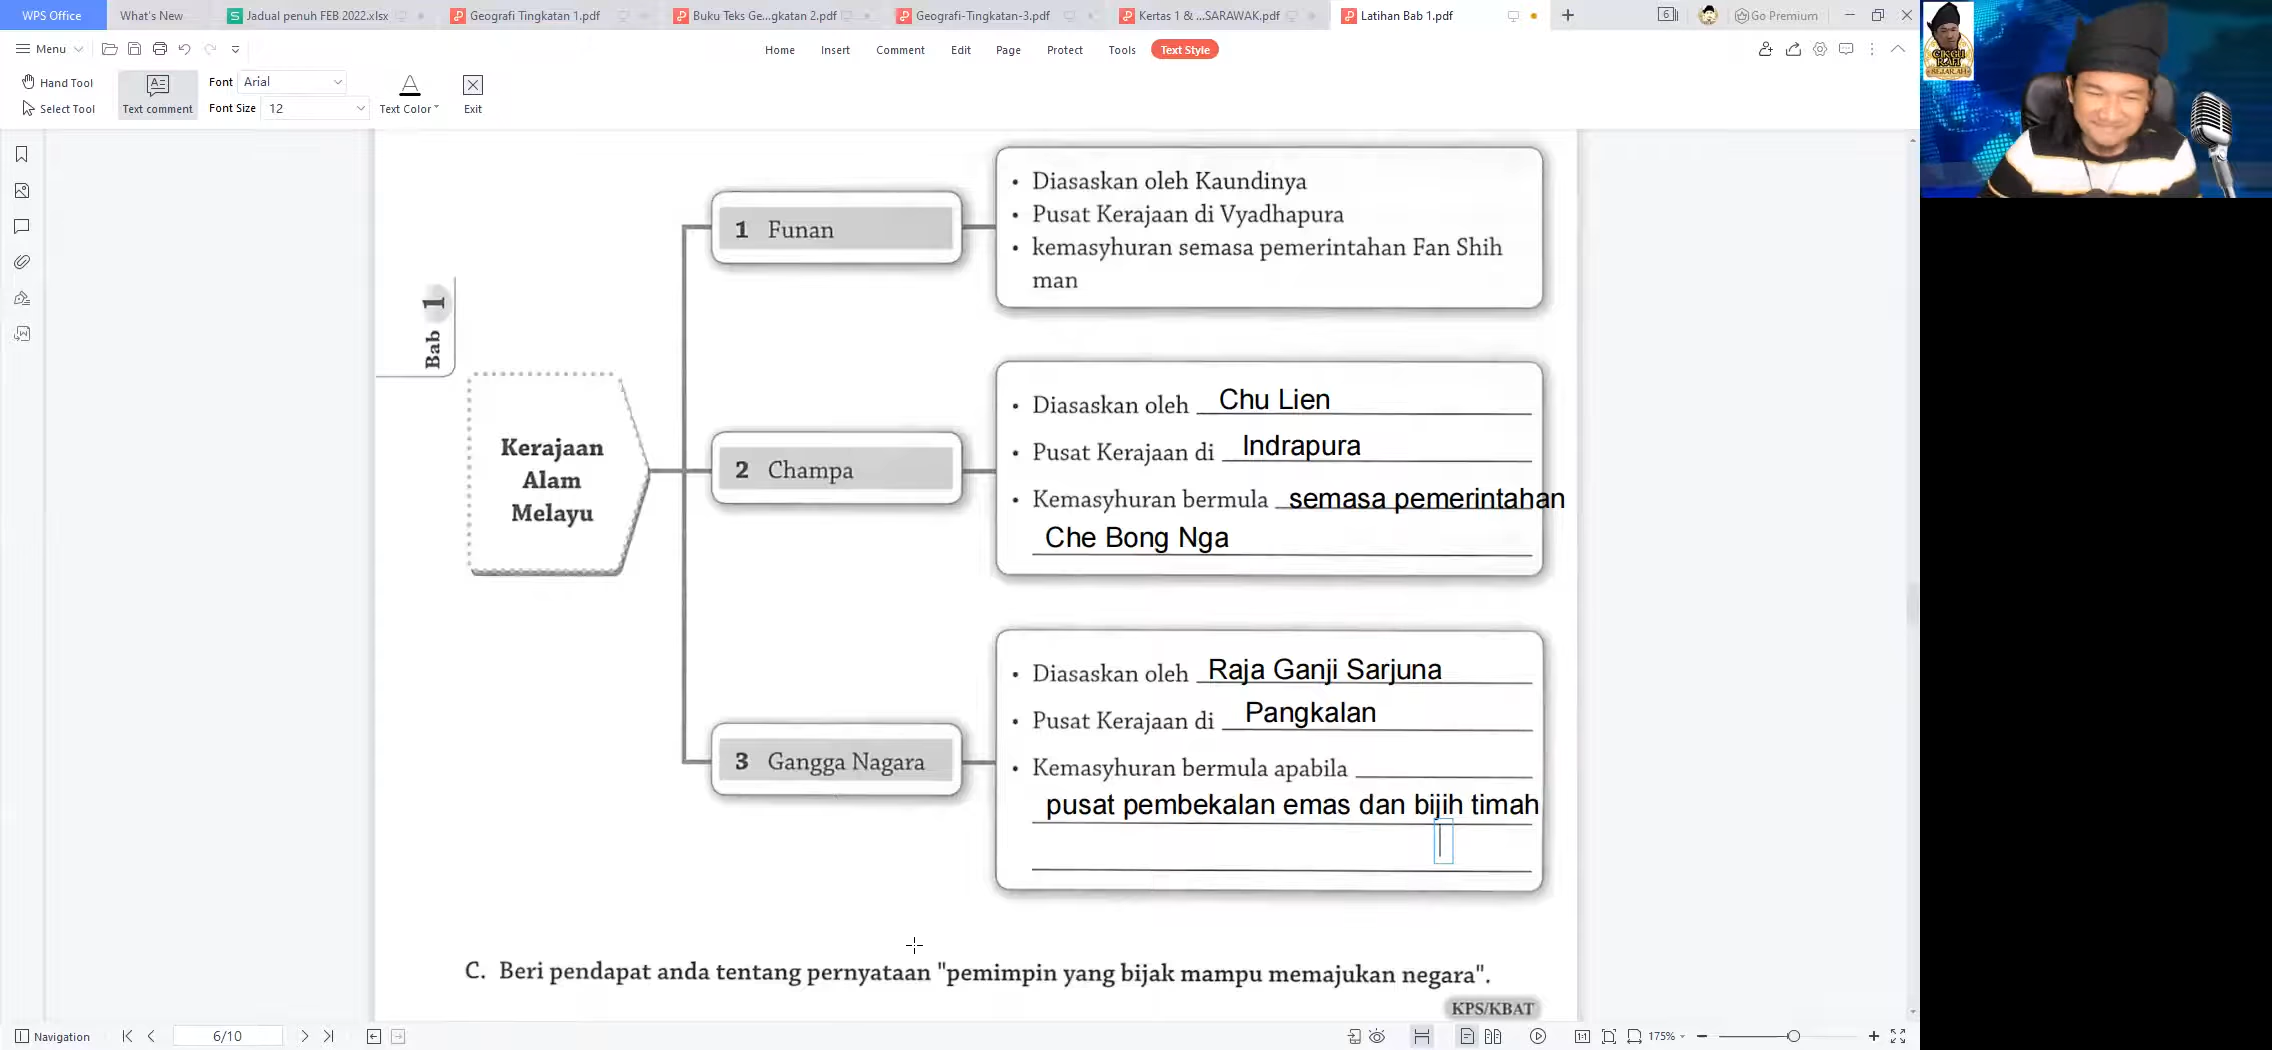 WPS Office What's New Jadual penuh FEB 2022.xlsx Geografi Tingkatan 1.pdf Buku Teks Ge...gkatan 2.pdf Geografi-Tingkatan-3.pdf Kertas 1 & ...SARAWAK.pdf Latihan Bab 1.pdf 6 Go Premium
Menu Home Insert Comment Edit Page Protect Tools Text Style
Hand Tool Font Arial
Select Tool Text comment Font Size 12 Text Color Exit
CIKGU RAFI
SEJARAH
Bab 1
Kerajaan
Alam
Melayu
1 Funan
• Diasaskan oleh Kaundinya
• Pusat Kerajaan di Vyadhapura
• kemasyhuran semasa pemerintahan Fan Shih
man
2 Champa
• Diasaskan oleh Chu Lien
• Pusat Kerajaan di Indrapura
• Kemasyhuran bermula semasa pemerintahan
Che Bong Nga
3 Gangga Nagara
• Diasaskan oleh Raja Ganji Sarjuna
• Pusat Kerajaan di Pangkalan
• Kemasyhuran bermula apabila
pusat pembekalan emas dan bijih timah
C. Beri pendapat anda tentang pernyataan "pemimpin yang bijak mampu memajukan negara".
KPS/KBAT
Navigation 6/10 175%